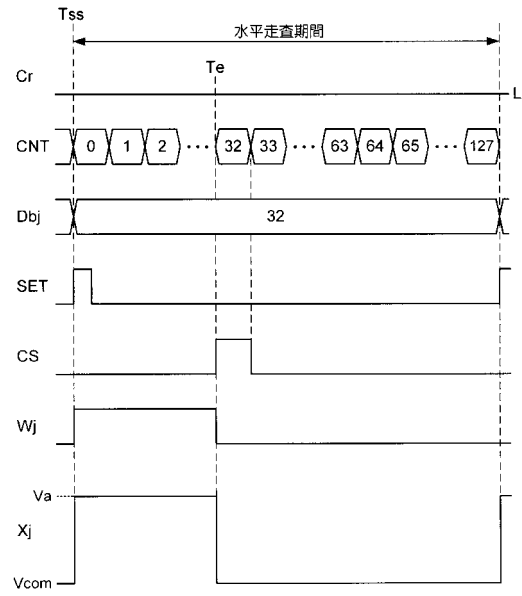 Tss
水平走査期間
Te
Cr
L
CNT 0 1 2 ··· 32 33 ··· 63 64 65 ··· 127
Dbj 32
SET
CS
Wj
Va
Xj
Vcom